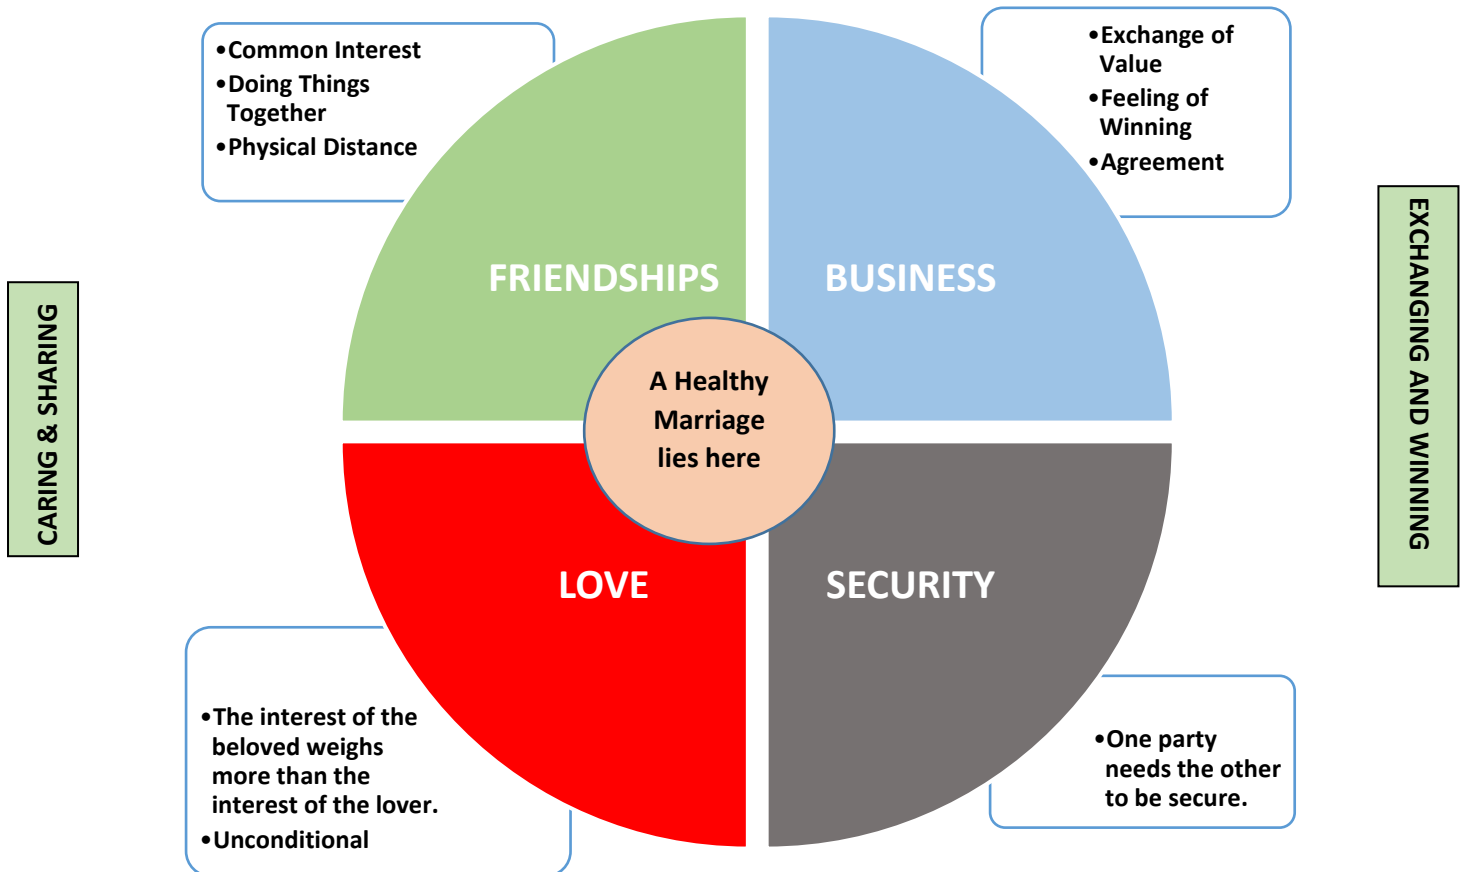 •Common Interest
•Doing Things
Together
•Physical Distance
•Exchange of
Value
•Feeling of
Winning
•Agreement
FRIENDSHIPS
BUSINESS
CARING & SHARING
A Healthy
Marriage
lies here
EXCHANGING AND WINNING
LOVE
SECURITY
•The interest of the
beloved weighs
more than the
interest of the lover.
•Unconditional
•One party
needs the other
to be secure.